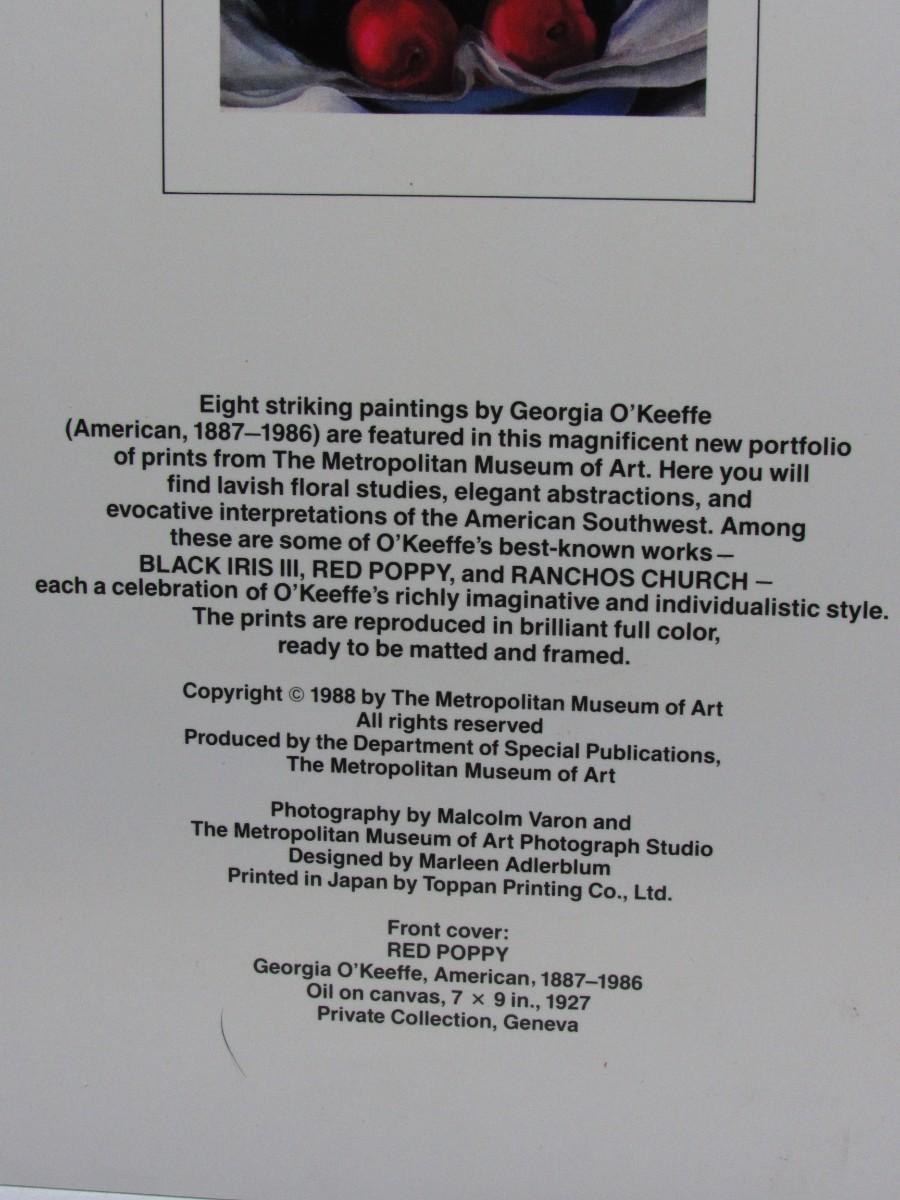 Eight striking paintings by Georgia O'Keeffe
(American, 1887–1986) are featured in this magnificent new portfolio
of prints from The Metropolitan Museum of Art. Here you will
find lavish floral studies, elegant abstractions, and
evocative interpretations of the American Southwest. Among
these are some of O'Keeffe's best-known works—
BLACK IRIS III, RED POPPY, and RANCHOS CHURCH —
each a celebration of O'Keeffe's richly imaginative and individualistic style.
The prints are reproduced in brilliant full color,
ready to be matted and framed.
Copyright © 1988 by The Metropolitan Museum of Art
All rights reserved
Produced by the Department of Special Publications,
The Metropolitan Museum of Art
Photography by Malcolm Varon and
The Metropolitan Museum of Art Photograph Studio
Designed by Marleen Adlerblum
Printed in Japan by Toppan Printing Co., Ltd.
Front cover:
RED POPPY
Georgia O'Keeffe, American, 1887–1986
Oil on canvas, 7 × 9 in., 1927
Private Collection, Geneva